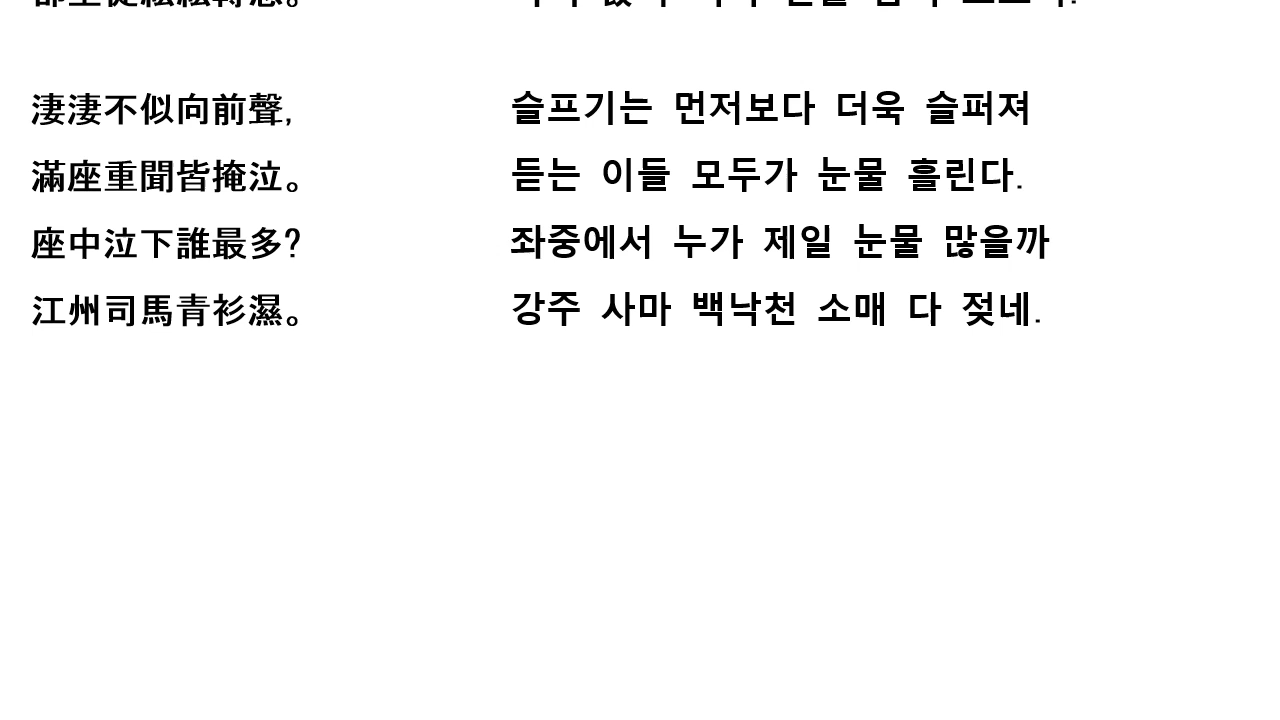 淒淒不似向前聲, 슬프기는 먼저보다 더욱 슬퍼져
滿座重聞皆掩泣。 듣는 이들 모두가 눈물 흘린다.
座中泣下誰最多? 좌중에서 누가 제일 눈물 많을까
江州司馬青衫濕。 강주 사마 백낙천 소매 다 젖네.